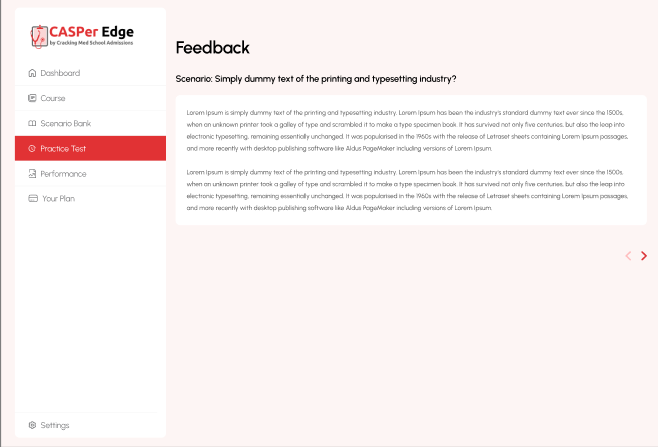 CASPer Edge
by Cracking Med School Admissions
Dashboard
Course
Scenario Bank
Practice Test
Performance
Your Plan
Settings
Feedback
Scenario: Simply dummy text of the printing and typesetting industry?
Lorem Ipsum is simply dummy text of the printing and typesetting industry. Lorem Ipsum has been the industry's standard dummy text ever since the 1500s,
when an unknown printer took a galley of type and scrambled it to make a type specimen book. It has survived not only five centuries, but also the leap into
electronic typesetting, remaining essentially unchanged. It was popularised in the 1960s with the release of Letraset sheets containing Lorem Ipsum passages,
and more recently with desktop publishing software like Aldus PageMaker including versions of Lorem Ipsum.
Lorem Ipsum is simply dummy text of the printing and typesetting industry. Lorem Ipsum has been the industry's standard dummy text ever since the 1500s,
when an unknown printer took a galley of type and scrambled it to make a type specimen book. It has survived not only five centuries, but also the leap into
electronic typesetting, remaining essentially unchanged. It was popularised in the 1960s with the release of Letraset sheets containing Lorem Ipsum passages,
and more recently with desktop publishing software like Aldus PageMaker including versions of Lorem Ipsum.